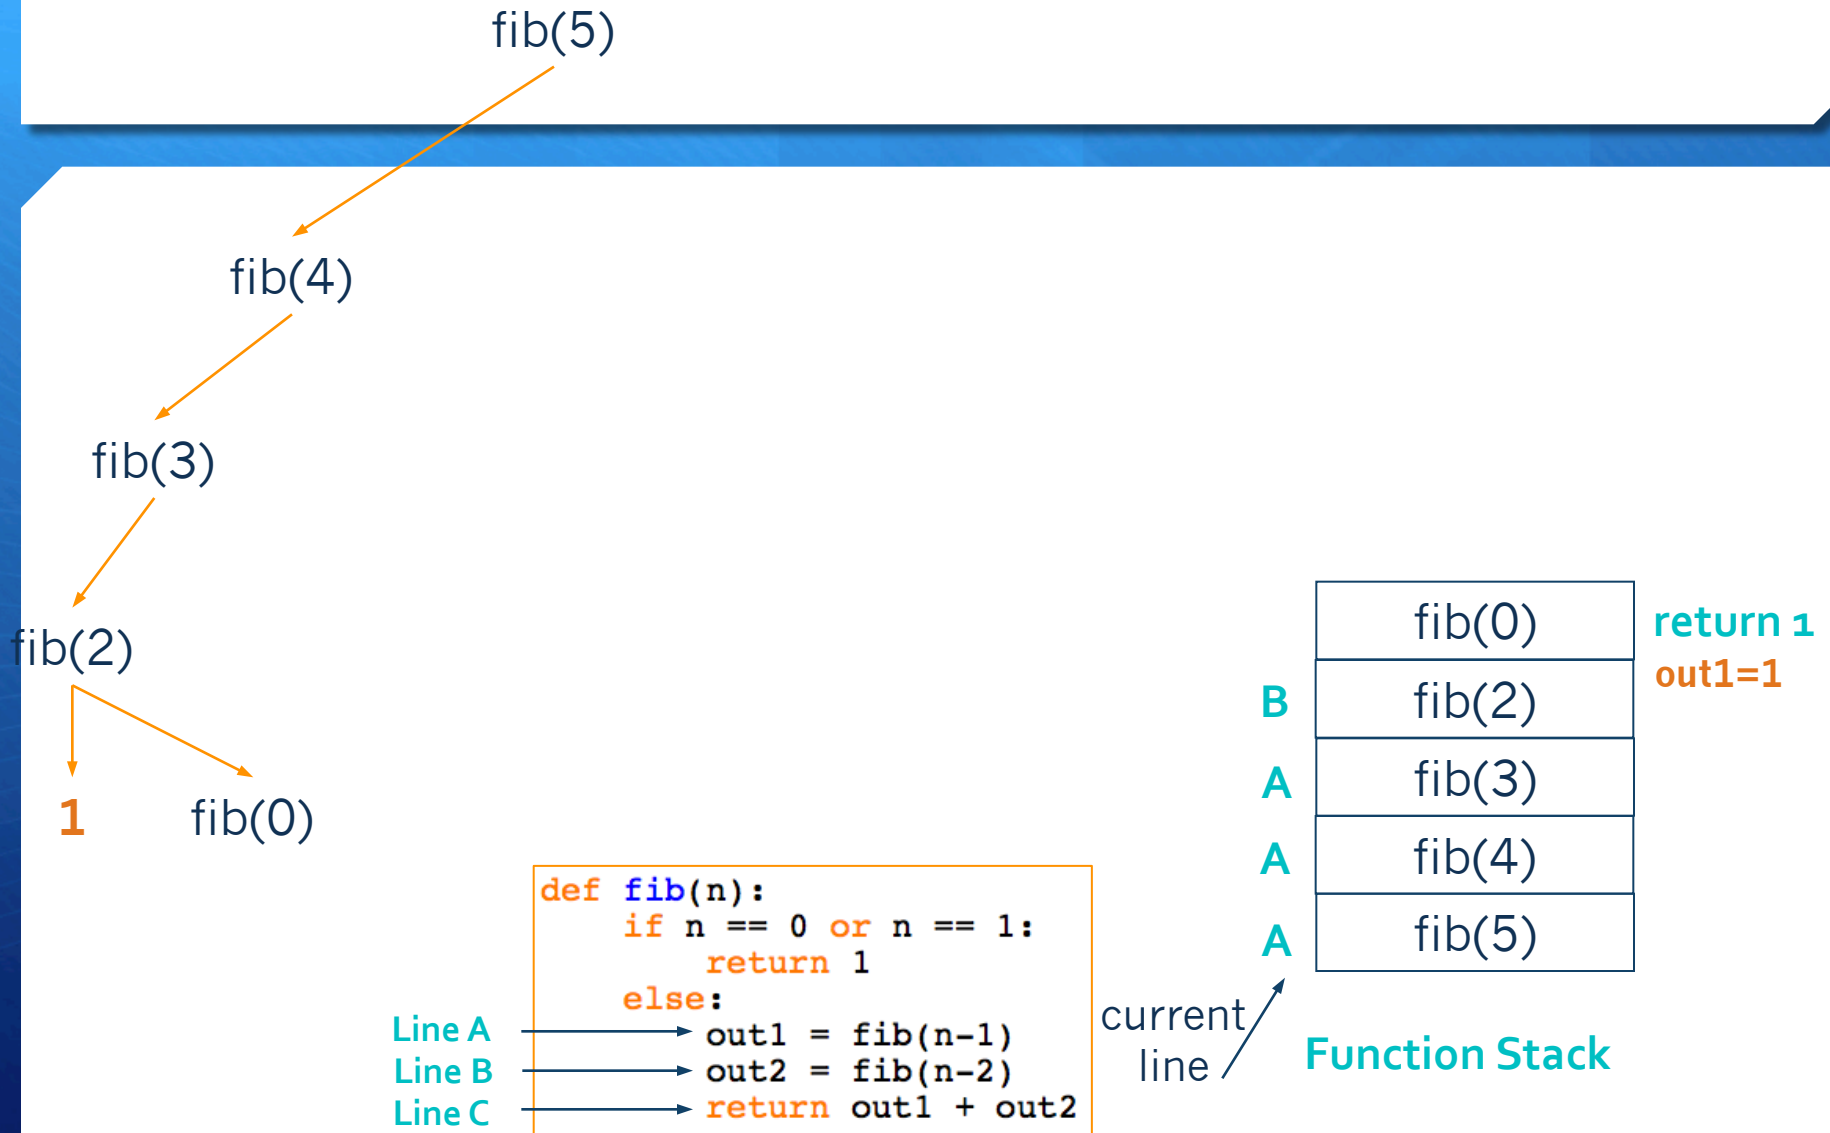 fib(5)
fib(4)
fib(3)
fib(2)
1
fib(0)
fib(0)
return 1
out1=1
B
fib(2)
A
fib(3)
A
fib(4)
A
fib(5)
current
line
Function Stack
def fib(n):
    if n == 0 or n == 1:
        return 1
    else:
        out1 = fib(n-1)
        out2 = fib(n-2)
        return out1 + out2
Line A
Line B
Line C